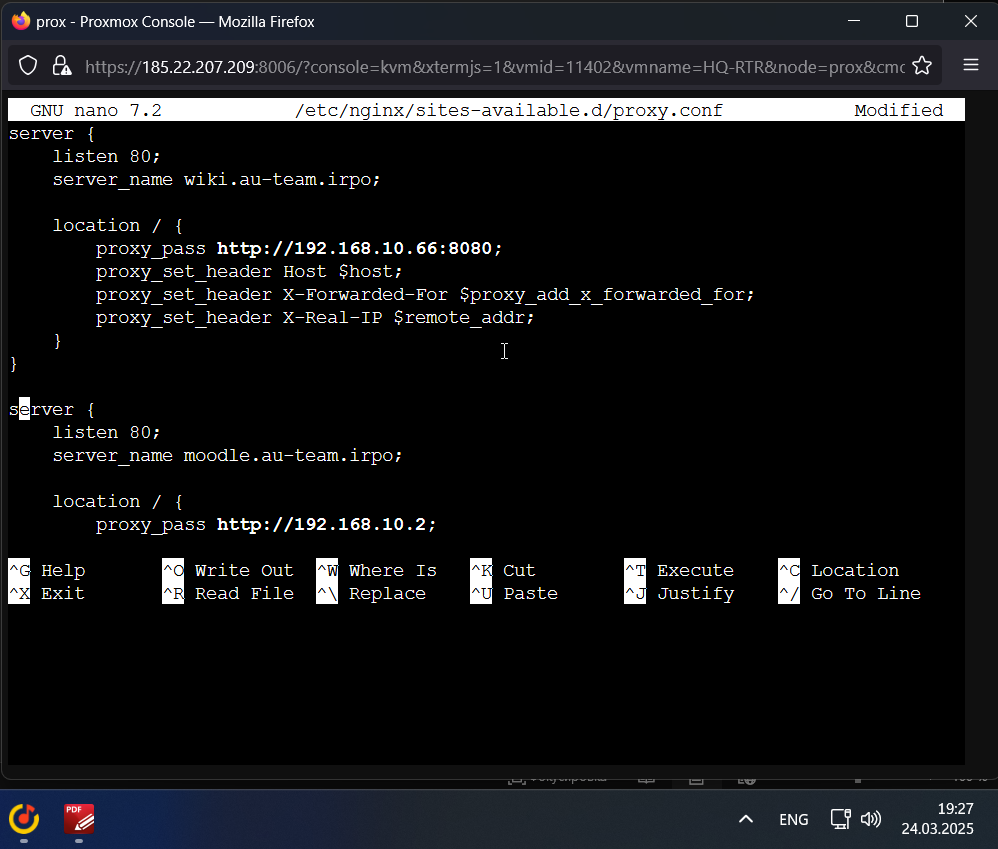 prox - Proxmox Console — Mozilla Firefox
https://185.22.207.209:8006/?console=kvm&xtermjs=1&vmid=11402&vmname=HQ-RTR&node=prox&cmd
GNU nano 7.2 /etc/nginx/sites-available.d/proxy.conf Modified
server {
    listen 80;
    server_name wiki.au-team.irpo;

    location / {
        proxy_pass http://192.168.10.66:8080;
        proxy_set_header Host $host;
        proxy_set_header X-Forwarded-For $proxy_add_x_forwarded_for;
        proxy_set_header X-Real-IP $remote_addr;
    }
}

server {
    listen 80;
    server_name moodle.au-team.irpo;

    location / {
        proxy_pass http://192.168.10.2;
^G Help ^O Write Out ^W Where Is ^K Cut ^T Execute ^C Location
^X Exit ^R Read File ^\ Replace ^U Paste ^J Justify ^/ Go To Line
PDF
ENG
19:27
24.03.2025